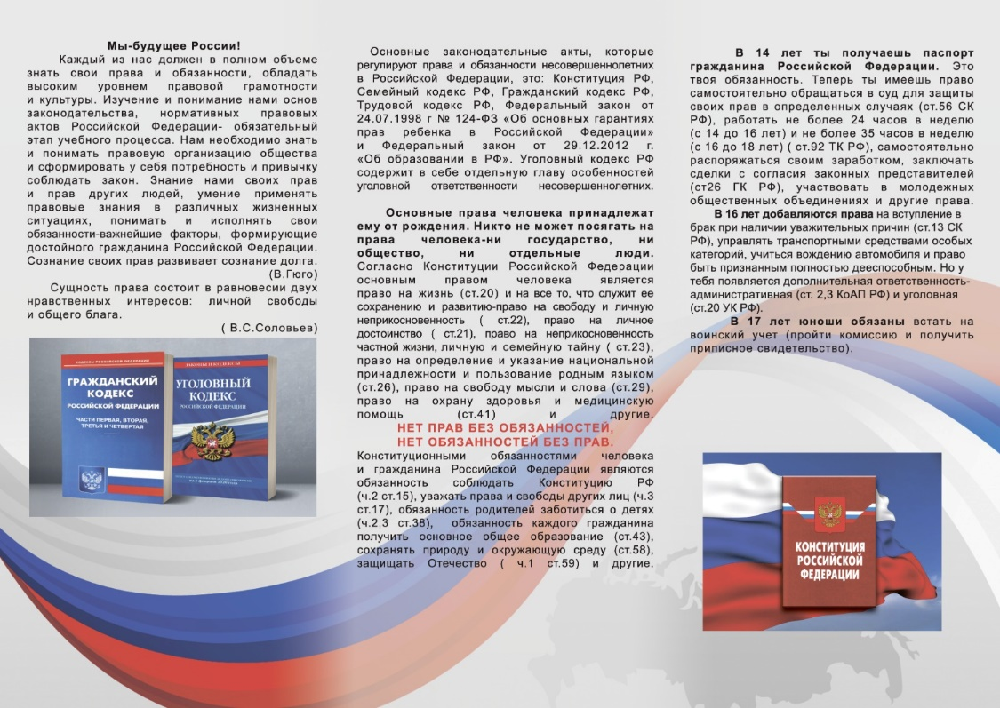 Мы-будущее России!
Каждый из нас должен в полном объеме
знать свои права и обязанности, обладать
высоким уровнем правовой грамотности
и культуры. Изучение и понимание нами основ
законодательства, нормативных правовых
актов Российской Федерации- обязательный
этап учебного процесса. Нам необходимо знать
и понимать правовую организацию общества
и сформировать у себя потребность и привычку
соблюдать закон. Знание нами своих прав
и прав других людей, умение применять
правовые знания в различных жизненных
ситуациях, понимать и исполнять свои
обязанности-важнейшие факторы, формирующие
достойного гражданина Российской Федерации.
Сознание своих прав развивает сознание долга.
(В.Гюго)
Сущность права состоит в равновесии двух
нравственных интересов: личной свободы
и общего блага.
( В.С.Соловьев)
КОДЕКСЫ РОССИЙСКОЙ ФЕДЕРАЦИИ
ГРАЖДАНСКИЙ
КОДЕКС
РОССИЙСКОЙ ФЕДЕРАЦИИ
ЧАСТИ ПЕРВАЯ, ВТОРАЯ,
ТРЕТЬЯ И ЧЕТВЕРТАЯ
ЗАКОНЫ И КОДЕКСЫ
УГОЛОВНЫЙ
КОДЕКС
РОССИЙСКОЙ ФЕДЕРАЦИИ
Основные законодательные акты, которые
регулируют права и обязанности несовершеннолетних
в Российской Федерации, это: Конституция РФ,
Семейный кодекс РФ, Гражданский кодекс РФ,
Трудовой кодекс РФ, Федеральный закон от
24.07.1998 г № 124-ФЗ «Об основных гарантиях
прав ребенка в Российской Федерации»
и Федеральный закон от 29.12.2012 г.
«Об образовании в РФ». Уголовный кодекс РФ
содержит в себе отдельную главу особенностей
уголовной ответственности несовершеннолетних.
Основные права человека принадлежат
ему от рождения. Никто не может посягать на
права человека-ни государство, ни
общество, ни отдельные люди.
Согласно Конституции Российской Федерации
основным правом человека является
право на жизнь (ст.20) и на все то, что служит ее
сохранению и развитию-право на свободу и личную
неприкосновенность ( ст.22), право на личное
достоинство ( ст.21), право на неприкосновенность
частной жизни, личную и семейную тайну ( ст.23),
право на определение и указание национальной
принадлежности и пользование родным языком
(ст.26), право на свободу мысли и слова (ст.29),
право на охрану здоровья и медицинскую
помощь (ст.41) и другие.
НЕТ ПРАВ БЕЗ ОБЯЗАННОСТЕЙ,
НЕТ ОБЯЗАННОСТЕЙ БЕЗ ПРАВ.
Конституционными обязанностями человека
и гражданина Российской Федерации являются
обязанность соблюдать Конституцию РФ
(ч.2 ст.15), уважать права и свободы других лиц (ч.3
ст.17), обязанность родителей заботиться о детях
(ч.2,3 ст.38), обязанность каждого гражданина
получить основное общее образование (ст.43),
сохранять природу и окружающую среду (ст.58),
защищать Отечество ( ч.1 ст.59) и другие.
В 14 лет ты получаешь паспорт
гражданина Российской Федерации. Это
твоя обязанность. Теперь ты имеешь право
самостоятельно обращаться в суд для защиты
своих прав в определенных случаях (ст.56 СК
РФ), работать не более 24 часов в неделю
(с 14 до 16 лет) и не более 35 часов в неделю
(с 16 до 18 лет) ( ст.92 ТК РФ), самостоятельно
распоряжаться своим заработком, заключать
сделки с согласия законных представителей
(ст26 ГК РФ), участвовать в молодежных
общественных объединениях и другие права.
В 16 лет добавляются права на вступление в
брак при наличии уважительных причин (ст.13 СК
РФ), управлять транспортными средствами особых
категорий, учиться вождению автомобиля и право
быть признанным полностью дееспособным. Но у
тебя появляется дополнительная ответственность-
административная (ст. 2,3 КоАП РФ) и уголовная
(ст.20 УК РФ).
В 17 лет юноши обязаны встать на
воинский учет (пройти комиссию и получить
приписное свидетельство).
КОНСТИТУЦИЯ
РОССИЙСКОЙ
ФЕДЕРАЦИИ